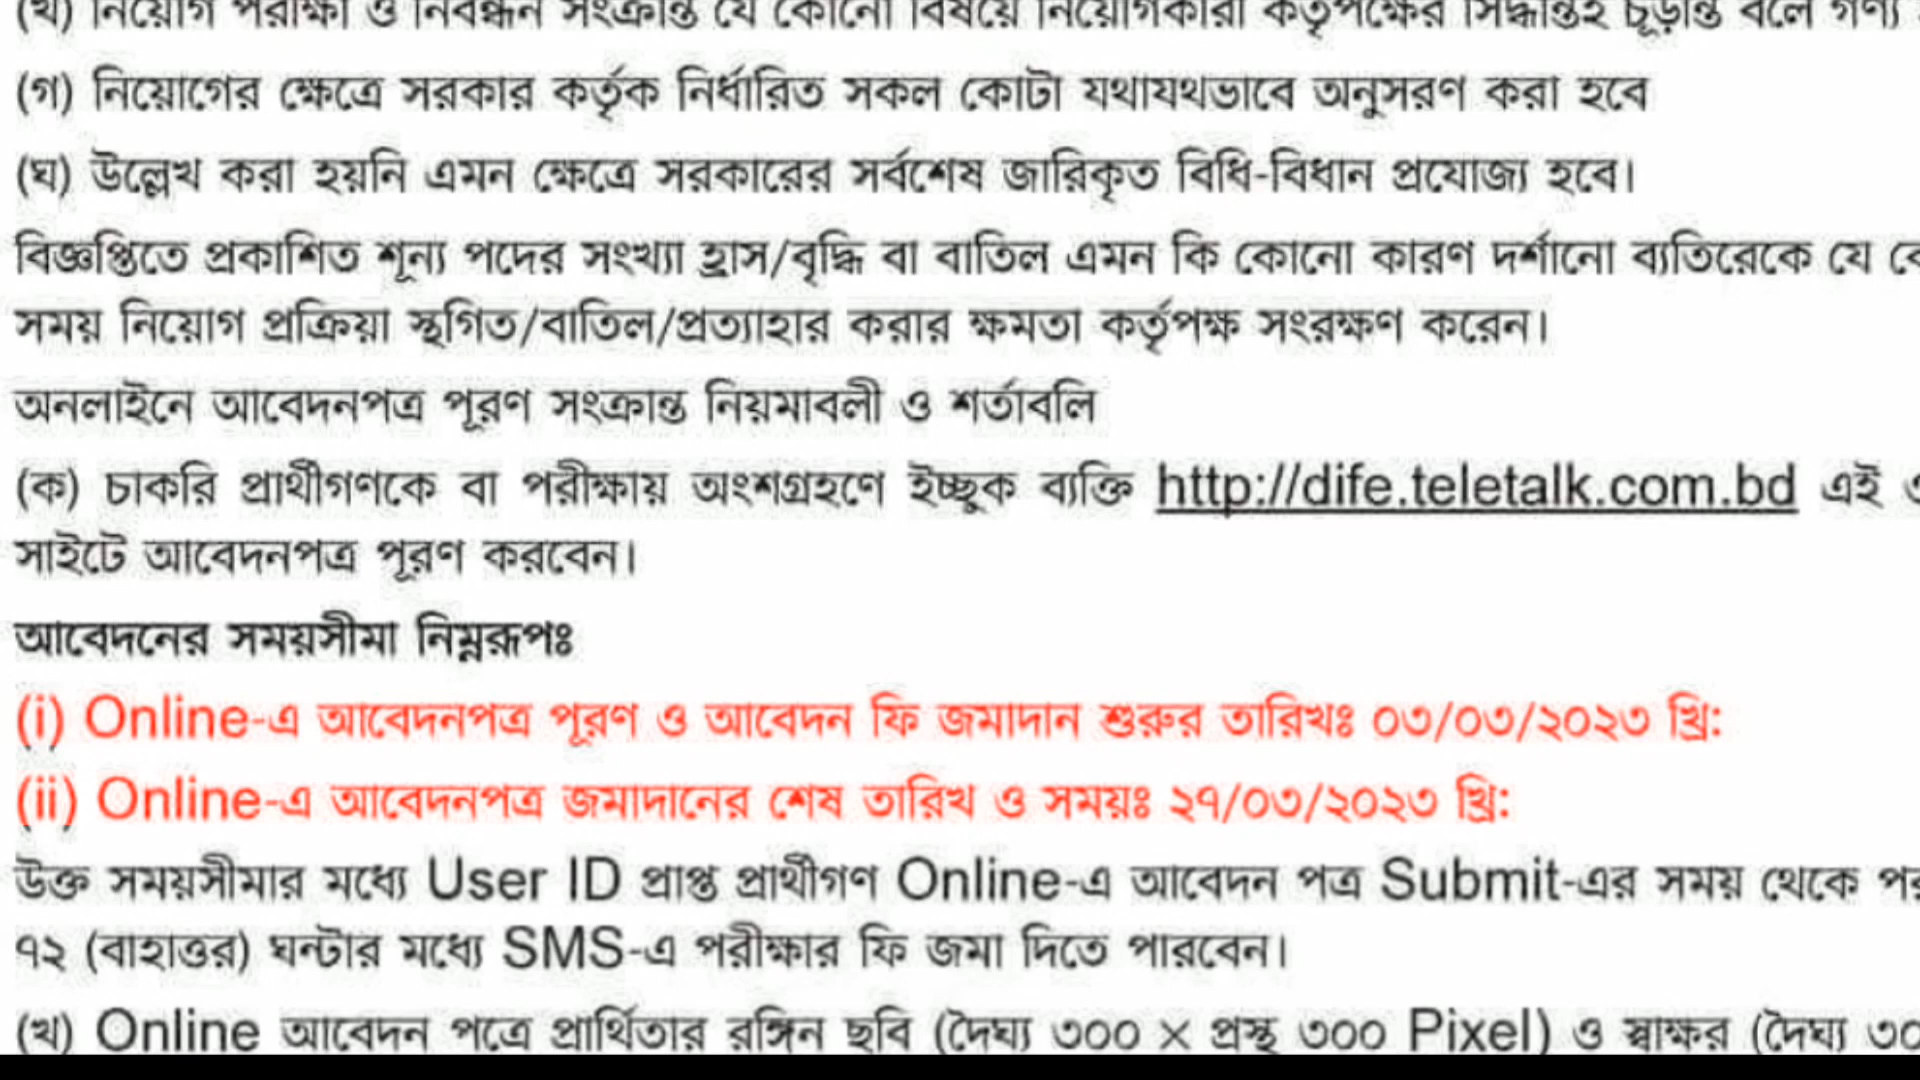 (খ) নিয়োগ পরীক্ষা ও নিবন্ধন সংক্রান্ত যে কোনো বিষয়ে নিয়োগকারী কর্তৃপক্ষের সিদ্ধান্তই চূড়ান্ত বলে গণ্য
(গ) নিয়োগের ক্ষেত্রে সরকার কর্তৃক নির্ধারিত সকল কোটা যথাযথভাবে অনুসরণ করা হবে
(ঘ) উল্লেখ করা হয়নি এমন ক্ষেত্রে সরকারের সর্বশেষ জারিকৃত বিধি-বিধান প্রযোজ্য হবে।
বিজ্ঞপ্তিতে প্রকাশিত শূন্য পদের সংখ্যা হ্রাস/বৃদ্ধি বা বাতিল এমন কি কোনো কারণ দর্শানো ব্যতিরেকে যে
সময় নিয়োগ প্রক্রিয়া স্থগিত/বাতিল/প্রত্যাহার করার ক্ষমতা কর্তৃপক্ষ সংরক্ষণ করেন।
অনলাইনে আবেদনপত্র পূরণ সংক্রান্ত নিয়মাবলী ও শর্তাবলি
(ক) চাকরি প্রার্থীগণকে বা পরীক্ষায় অংশগ্রহণে ইচ্ছুক ব্যক্তি http://dife.teletalk.com.bd এই
সাইটে আবেদনপত্র পূরণ করবেন।
আবেদনের সময়সীমা নিম্নরূপঃ
(i) Online-এ আবেদনপত্র পূরণ ও আবেদন ফি জমাদান শুরুর তারিখঃ ০৩/০৩/২০২৩ খ্রি:
(ii) Online-এ আবেদনপত্র জমাদানের শেষ তারিখ ও সময়ঃ ২৭/০৩/২০২৩ খ্রি:
উক্ত সময়সীমার মধ্যে User ID প্রাপ্ত প্রার্থীগণ Online-এ আবেদন পত্র Submit-এর সময় থেকে
৭২ (বাহাত্তর) ঘন্টার মধ্যে SMS-এ পরীক্ষার ফি জমা দিতে পারবেন।
(খ) Online আবেদন পত্রে প্রার্থিতার রঙ্গিন ছবি (দৈর্ঘ্য ৩০০ × প্রস্থ ৩০০ Pixel) ও স্বাক্ষর (দৈর্ঘ্য